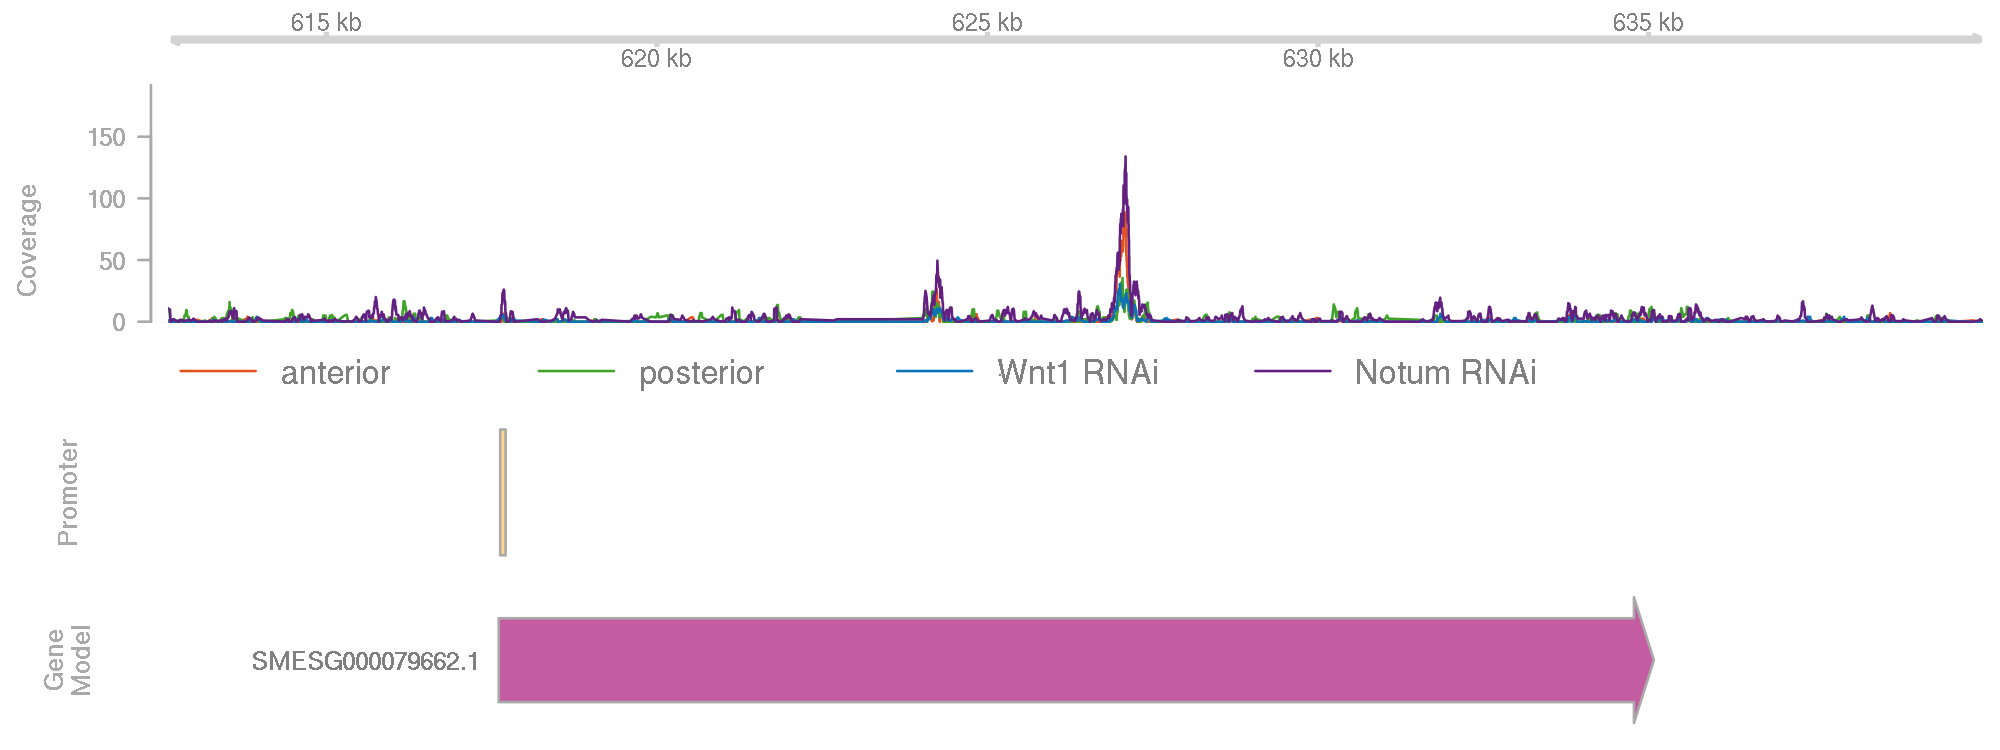 615 kb 625 kb 635 kb
620 kb 630 kb
Coverage
150
100
50
0
anterior posterior Wnt1 RNAi Notum RNAi
Promoter
Gene
Model
SMESG000079662.1